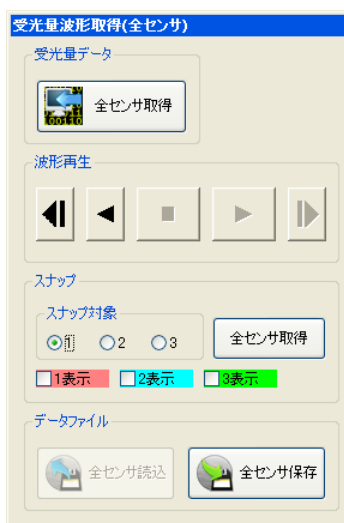 受光量波形取得(全センサ)
受光量データ
全センサ取得
波形再生
スナップ
スナップ対象
1 2 3
全センサ取得
1表示 2表示 3表示
データファイル
全センサ読込 全センサ保存